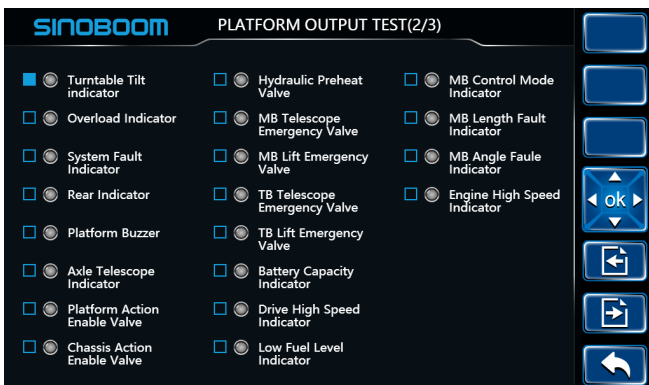 SINOBOOM
PLATFORM OUTPUT TEST(2/3)
Turntable Tilt
indicator
Overload Indicator
System Fault
Indicator
Rear Indicator
Platform Buzzer
Axle Telescope
Indicator
Platform Action
Enable Valve
Chassis Action
Enable Valve
Hydraulic Preheat
Valve
MB Telescope
Emergency Valve
MB Lift Emergency
Valve
TB Telescope
Emergency Valve
TB Lift Emergency
Valve
Battery Capacity
Indicator
Drive High Speed
Indicator
Low Fuel Level
Indicator
MB Control Mode
Indicator
MB Length Fault
Indicator
MB Angle Faule
Indicator
Engine High Speed
Indicator
ok